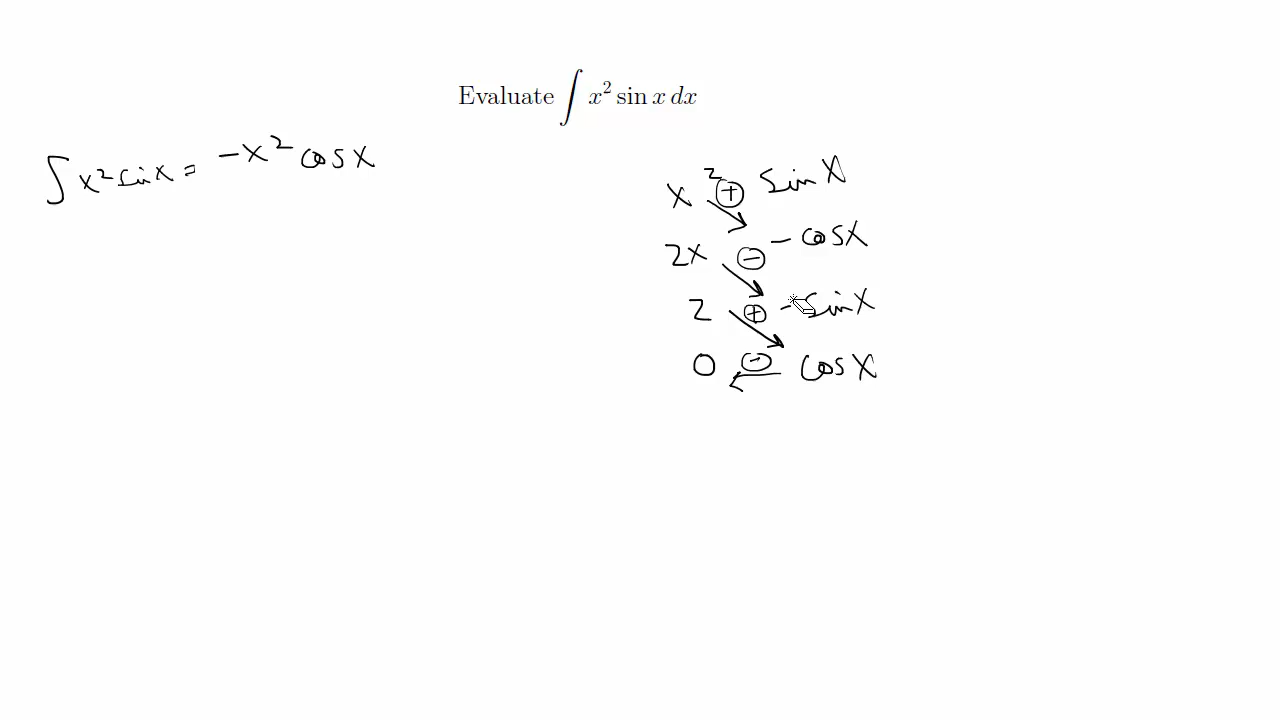 Evaluate ∫ x² sin x dx
∫ x² sin x = -x² cos x
x² ⊕ sin x
2x ⊖ - cos x
2 ⊕ - sin x
0 ⊖ cos x